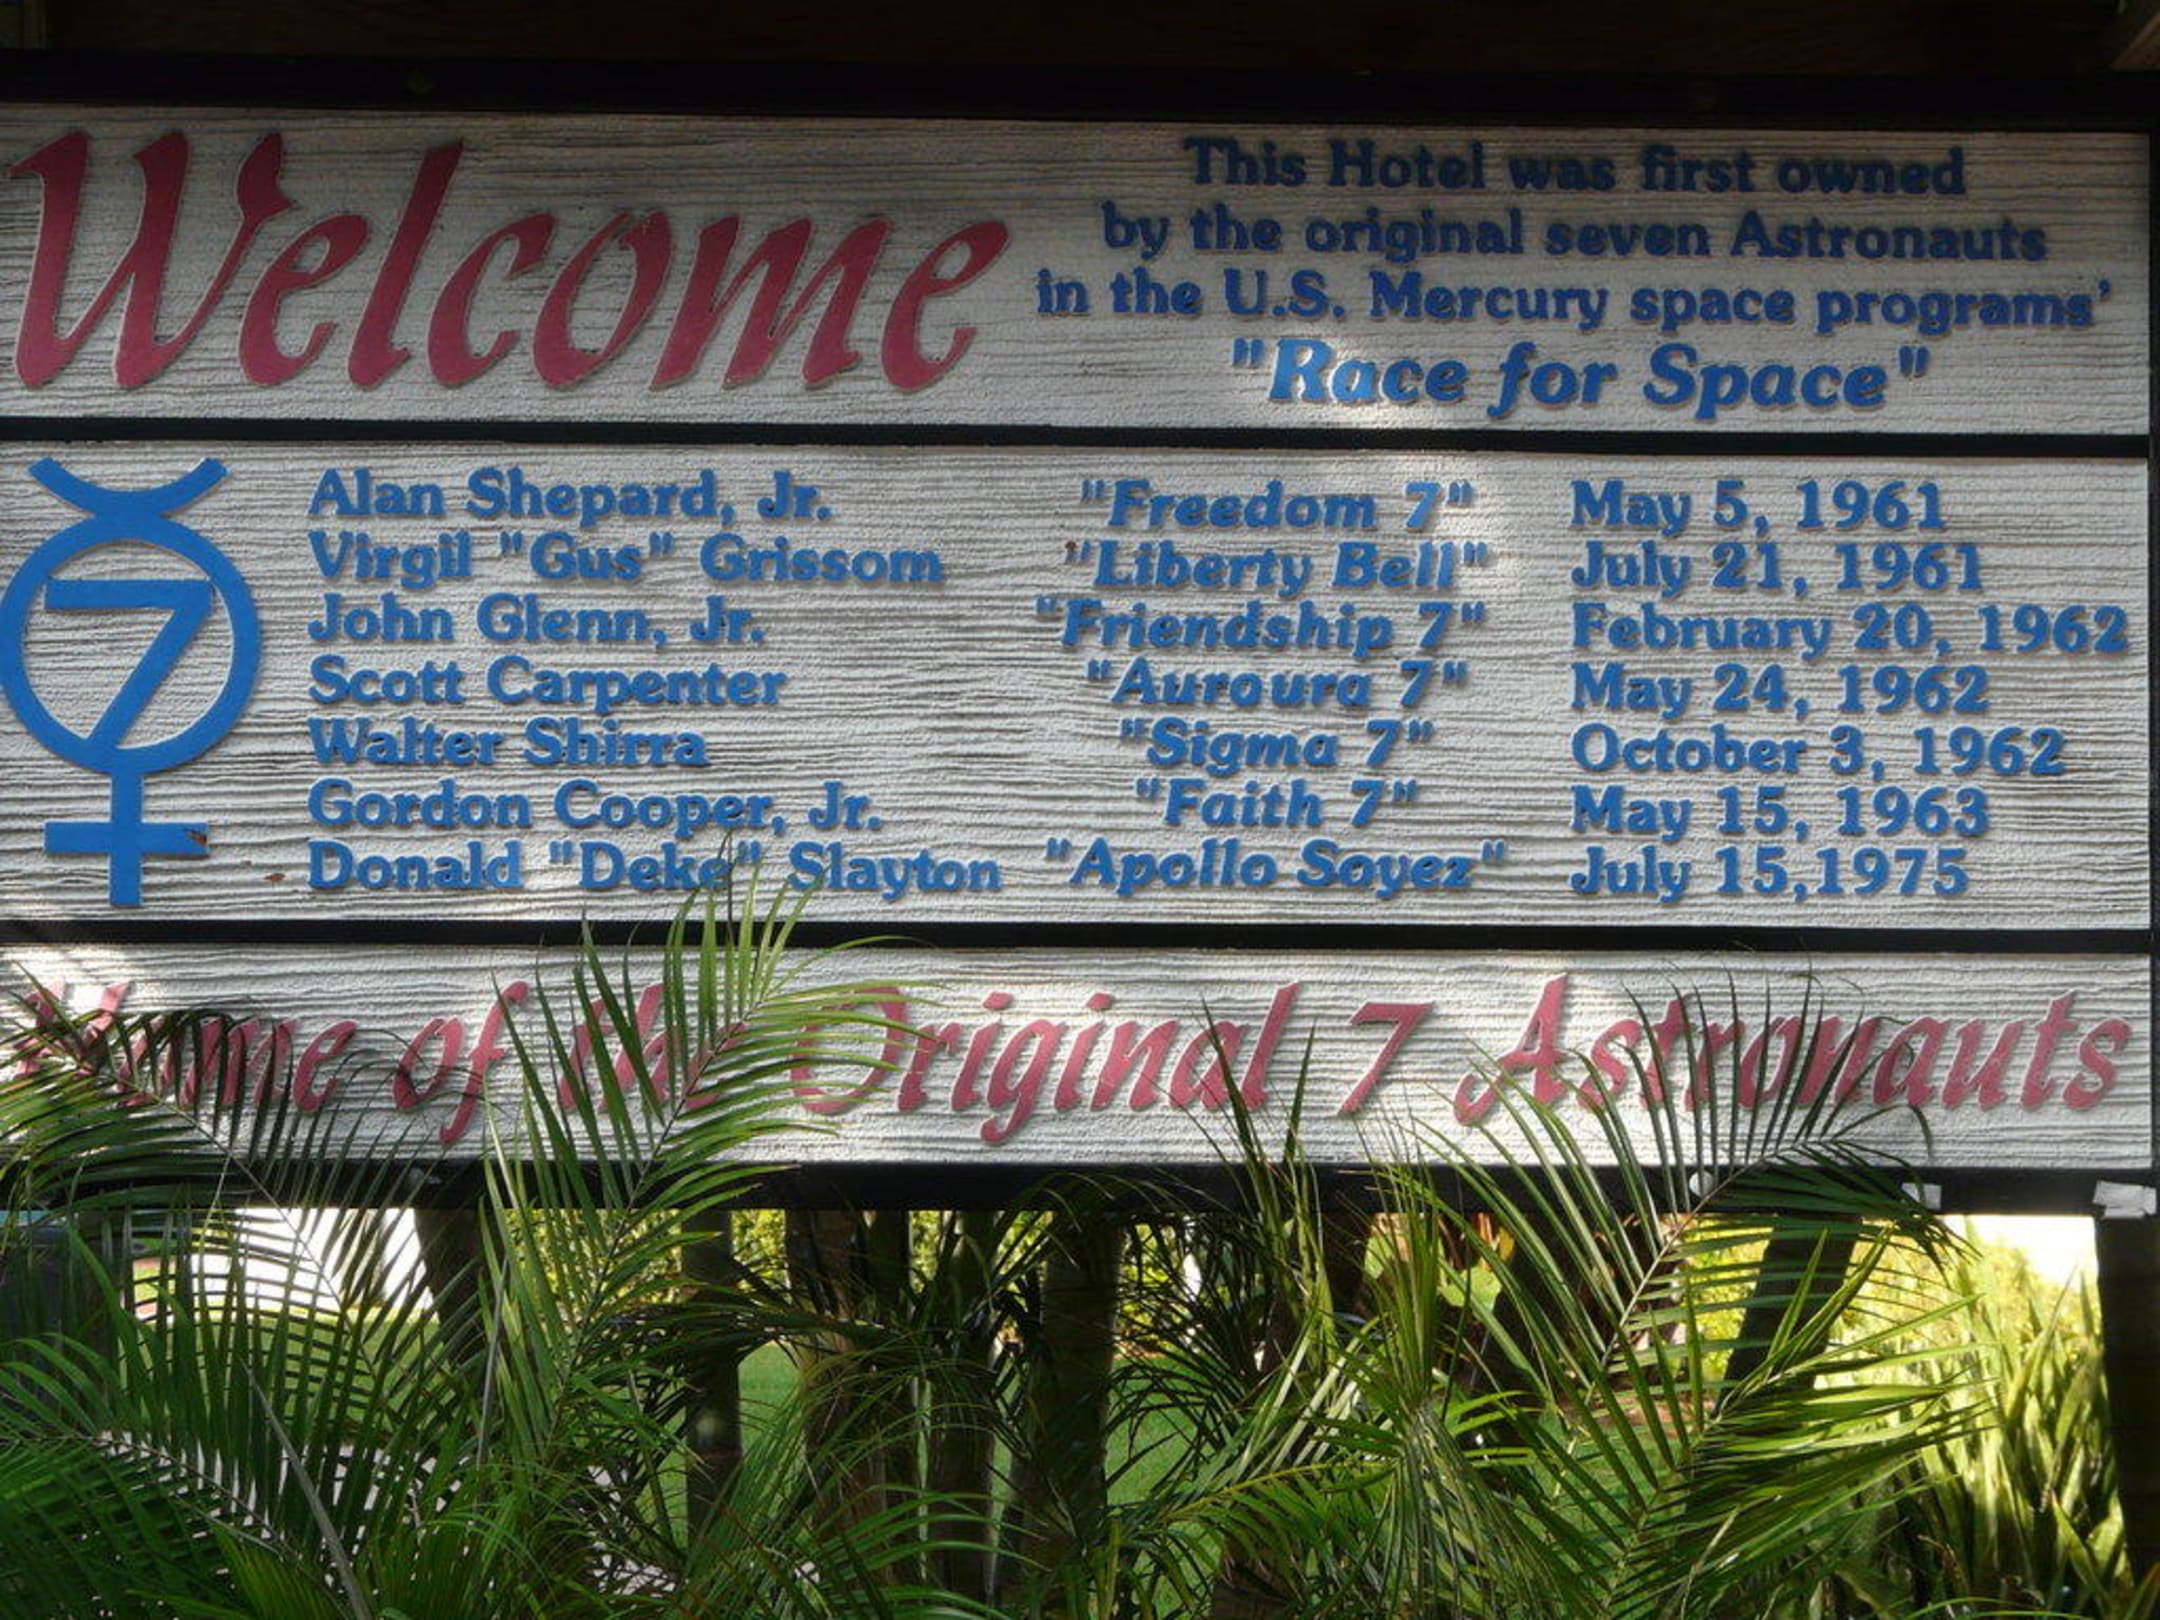 Welcome
This Hotel was first owned
by the original seven Astronauts
in the U.S. Mercury space programs'
"Race for Space"
7
Alan Shepard, Jr. "Freedom 7" May 5, 1961
Virgil "Gus" Grissom "Liberty Bell" July 21, 1961
John Glenn, Jr. "Friendship 7" February 20, 1962
Scott Carpenter "Auroura 7" May 24, 1962
Walter Shirra "Sigma 7" October 3, 1962
Gordon Cooper, Jr. "Faith 7" May 15, 1963
Donald "Deke" Slayton "Apollo Soyez" July 15,1975
Home of the Original 7 Astronauts